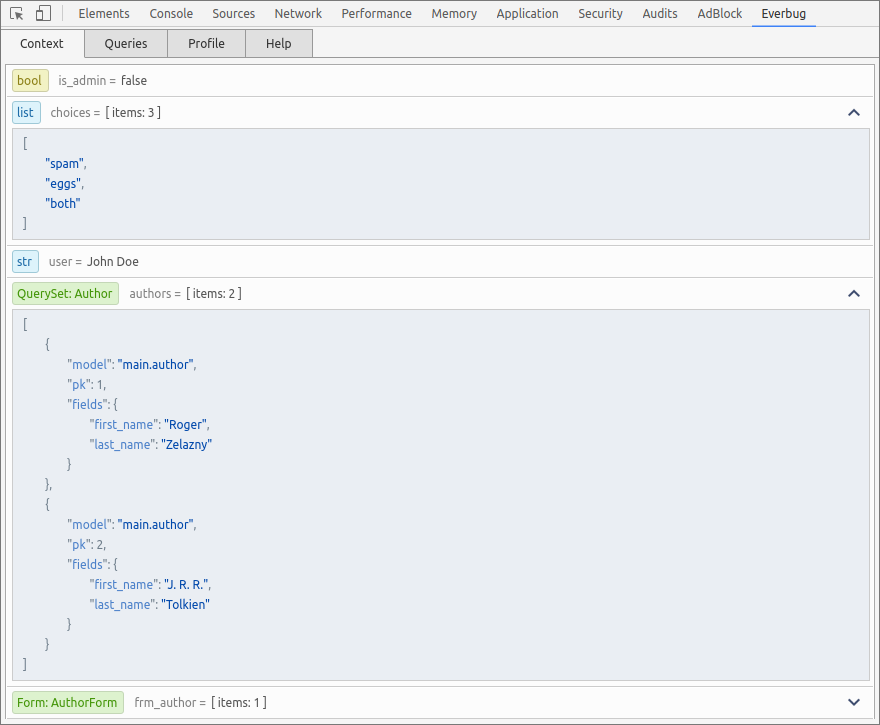 Elements Console Sources Network Performance Memory Application Security Audits AdBlock Everbug
Context Queries Profile Help
bool is_admin = false
list choices = [ items: 3 ]
[
"spam",
"eggs",
"both"
]
str user = John Doe
QuerySet: Author authors = [ items: 2 ]
[
{
"model": "main.author",
"pk": 1,
"fields": {
"first_name": "Roger",
"last_name": "Zelazny"
}
},
{
"model": "main.author",
"pk": 2,
"fields": {
"first_name": "J. R. R.",
"last_name": "Tolkien"
}
}
]
Form: AuthorForm frm_author = [ items: 1 ]